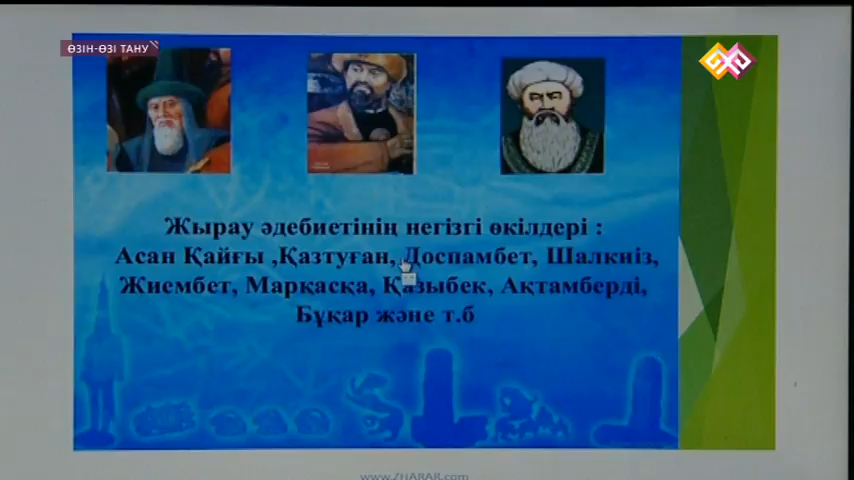 ӨЗІН-ӨЗІ ТАНУ
Жырау әдебиетінің негізгі өкілдері :
Асан Қайғы ,Қазтуған, Доспамбет, Шалкиіз,
Жиембет, Марқасқа, Қазыбек, Ақтамберді,
Бұқар және т.б
www.ZHARAR.com